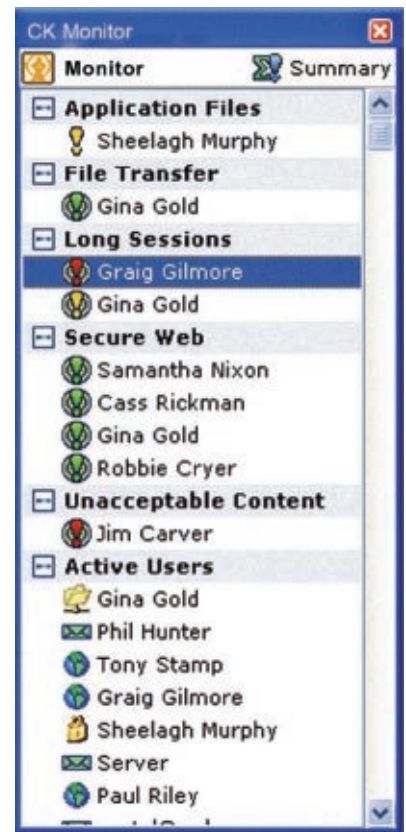 CK Monitor
Monitor Summary
Application Files
Sheelagh Murphy
File Transfer
Gina Gold
Long Sessions
Graig Gilmore
Gina Gold
Secure Web
Samantha Nixon
Cass Rickman
Gina Gold
Robbie Cryer
Unacceptable Content
Jim Carver
Active Users
Gina Gold
Phil Hunter
Tony Stamp
Graig Gilmore
Sheelagh Murphy
Server
Paul Riley